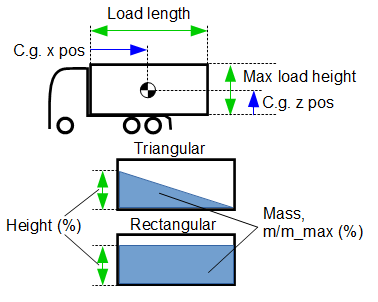 Load length
C.g. x pos
Max load height
C.g. z pos
Triangular
Height (%)
Rectangular
Mass,
m/m_max (%)